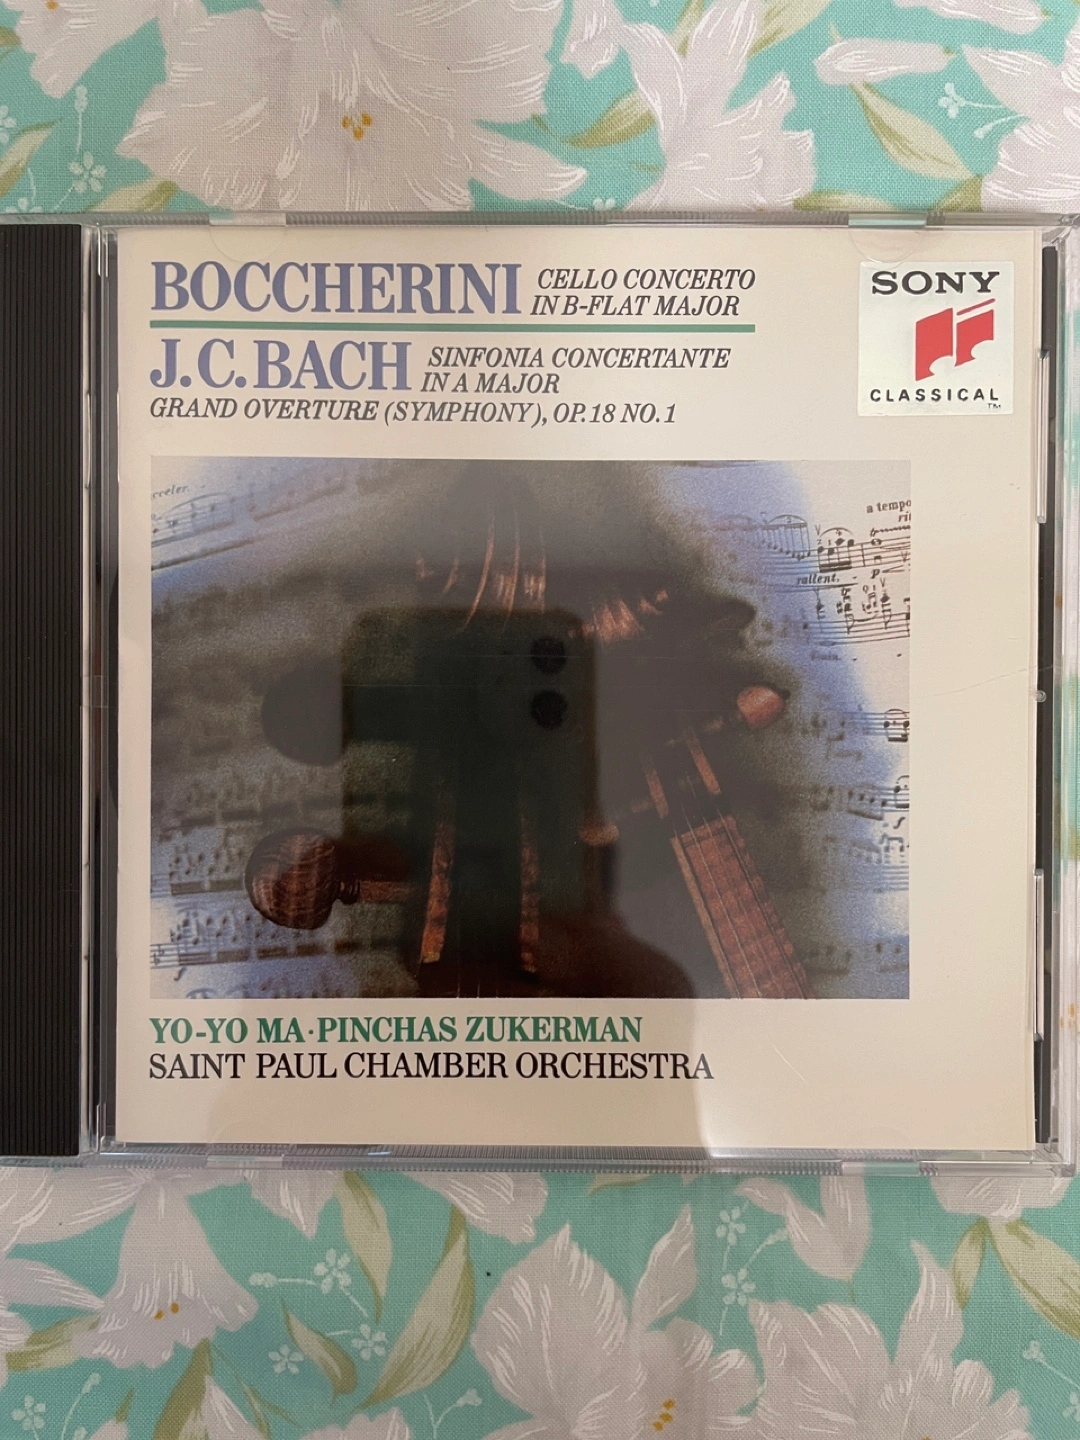 BOCCHERINI CELLO CONCERTO
IN B-FLAT MAJOR
J.C. BACH SINFONIA CONCERTANTE
IN A MAJOR
GRAND OVERTURE (SYMPHONY), OP. 18 NO. 1
SONY
CLASSICAL
TM
a tempo
rallent.
p
YO-YO MA · PINCHAS ZUKERMAN
SAINT PAUL CHAMBER ORCHESTRA